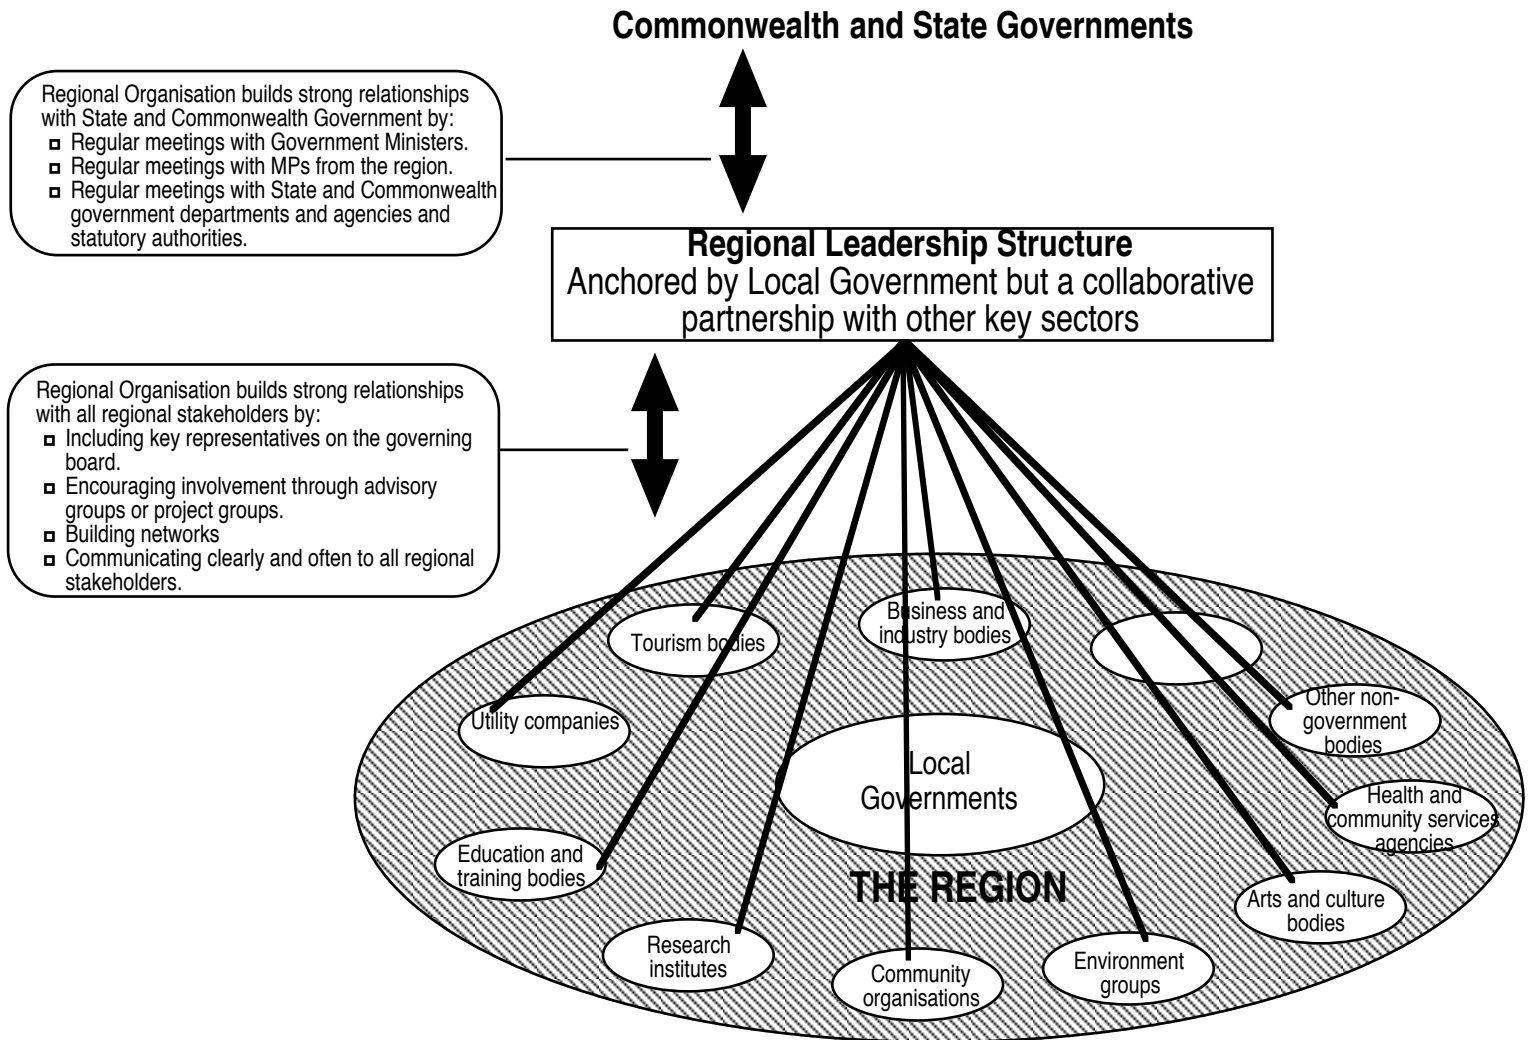 Commonwealth and State Governments
Regional Organisation builds strong relationships
with State and Commonwealth Government by:
Regular meetings with Government Ministers.
Regular meetings with MPs from the region.
Regular meetings with State and Commonwealth
government departments and agencies and
statutory authorities.
Regional Leadership Structure
Anchored by Local Government but a collaborative
partnership with other key sectors
Regional Organisation builds strong relationships
with all regional stakeholders by:
Including key representatives on the governing
board.
Encouraging involvement through advisory
groups or project groups.
Building networks
Communicating clearly and often to all regional
stakeholders.
Tourism bodies
Business and
industry bodies
Utility companies
Other non-
government
bodies
Local
Governments
Health and
community services
agencies
Education and
training bodies
THE REGION
Arts and culture
bodies
Research
institutes
Community
organisations
Environment
groups